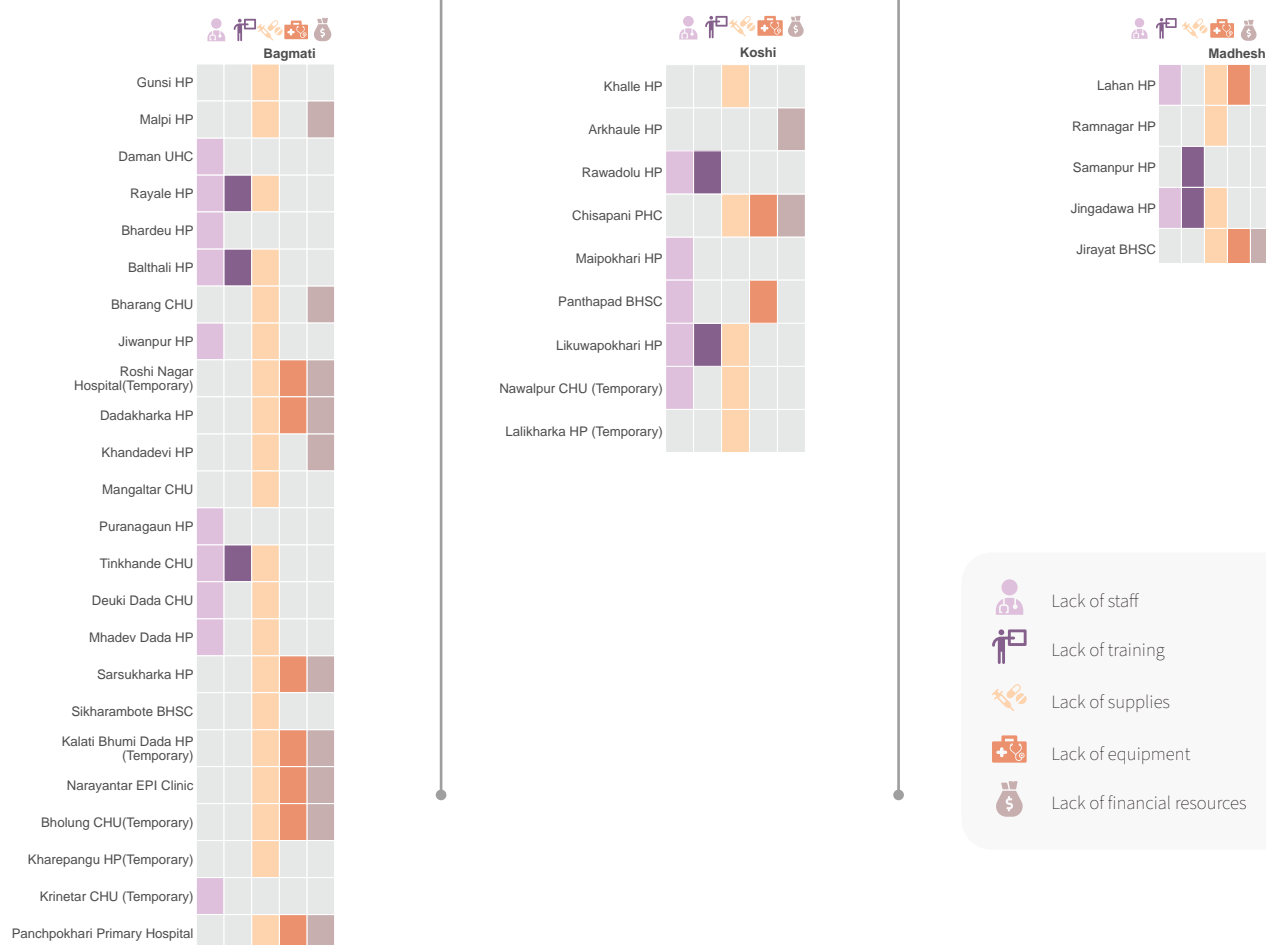 Bagmati
Gunsi HP
Malpi HP
Daman UHC
Rayale HP
Bhardeu HP
Balthali HP
Bharang CHU
Jiwanpur HP
Roshi Nagar
Hospital(Temporary)
Dadakharka HP
Khandadevi HP
Mangaltar CHU
Puranagaun HP
Tinkhande CHU
Deuki Dada CHU
Mhadev Dada HP
Sarsukharka HP
Sikharambote BHSC
Kalati Bhumi Dada HP
(Temporary)
Narayantar EPI Clinic
Bholung CHU(Temporary)
Kharepangu HP(Temporary)
Krinetar CHU (Temporary)
Panchpokhari Primary Hospital
Koshi
Khalle HP
Arkhaule HP
Rawadolu HP
Chisapani PHC
Maipokhari HP
Panthapad BHSC
Likuwapokhari HP
Nawalpur CHU (Temporary)
Lalikharka HP (Temporary)
Madhesh
Lahan HP
Ramnagar HP
Samanpur HP
Jingadawa HP
Jirayat BHSC
Lack of staff
Lack of training
Lack of supplies
Lack of equipment
Lack of financial resources